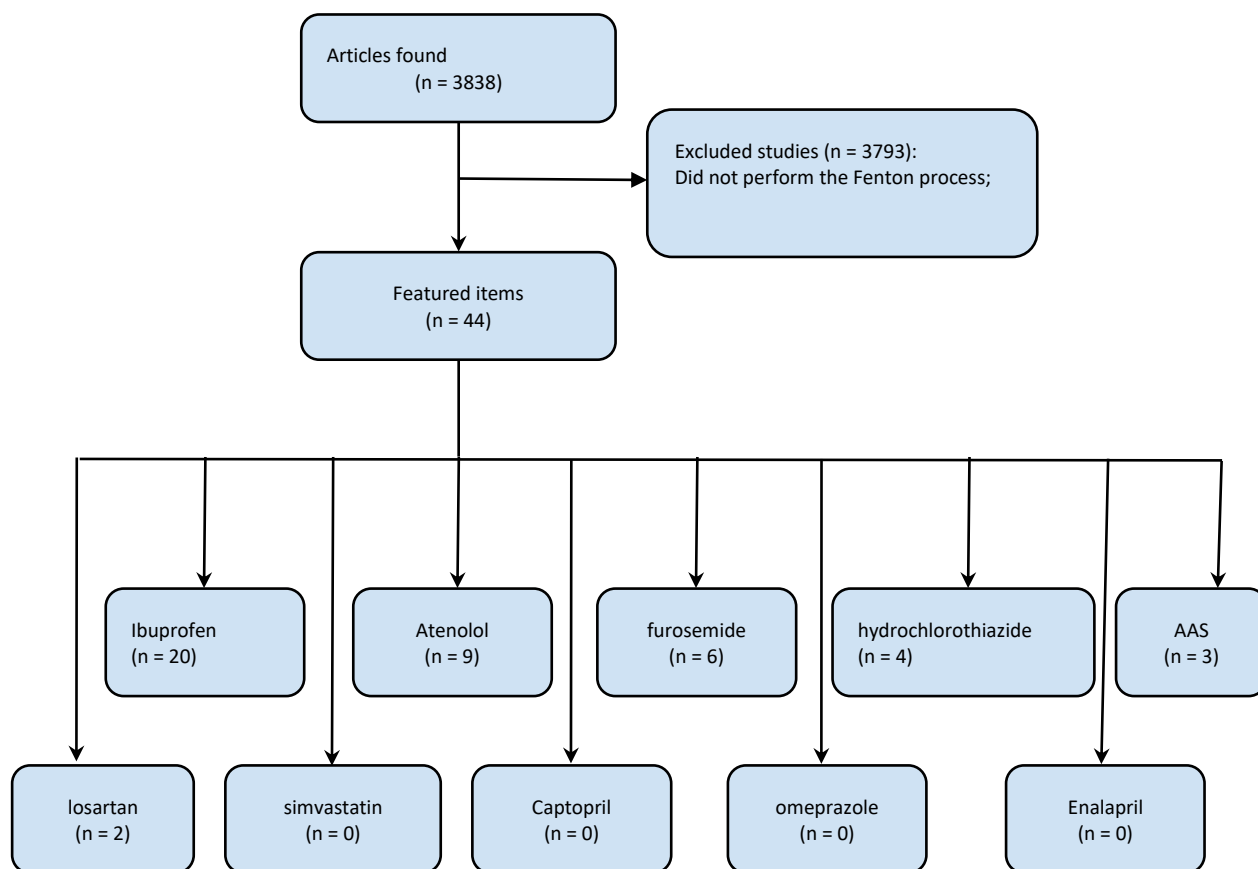 Articles found
(n = 3838)
Excluded studies (n = 3793):
Did not perform the Fenton process;
Featured items
(n = 44)
Ibuprofen
(n = 20)
Atenolol
(n = 9)
furosemide
(n = 6)
hydrochlorothiazide
(n = 4)
AAS
(n = 3)
losartan
(n = 2)
simvastatin
(n = 0)
Captopril
(n = 0)
omeprazole
(n = 0)
Enalapril
(n = 0)